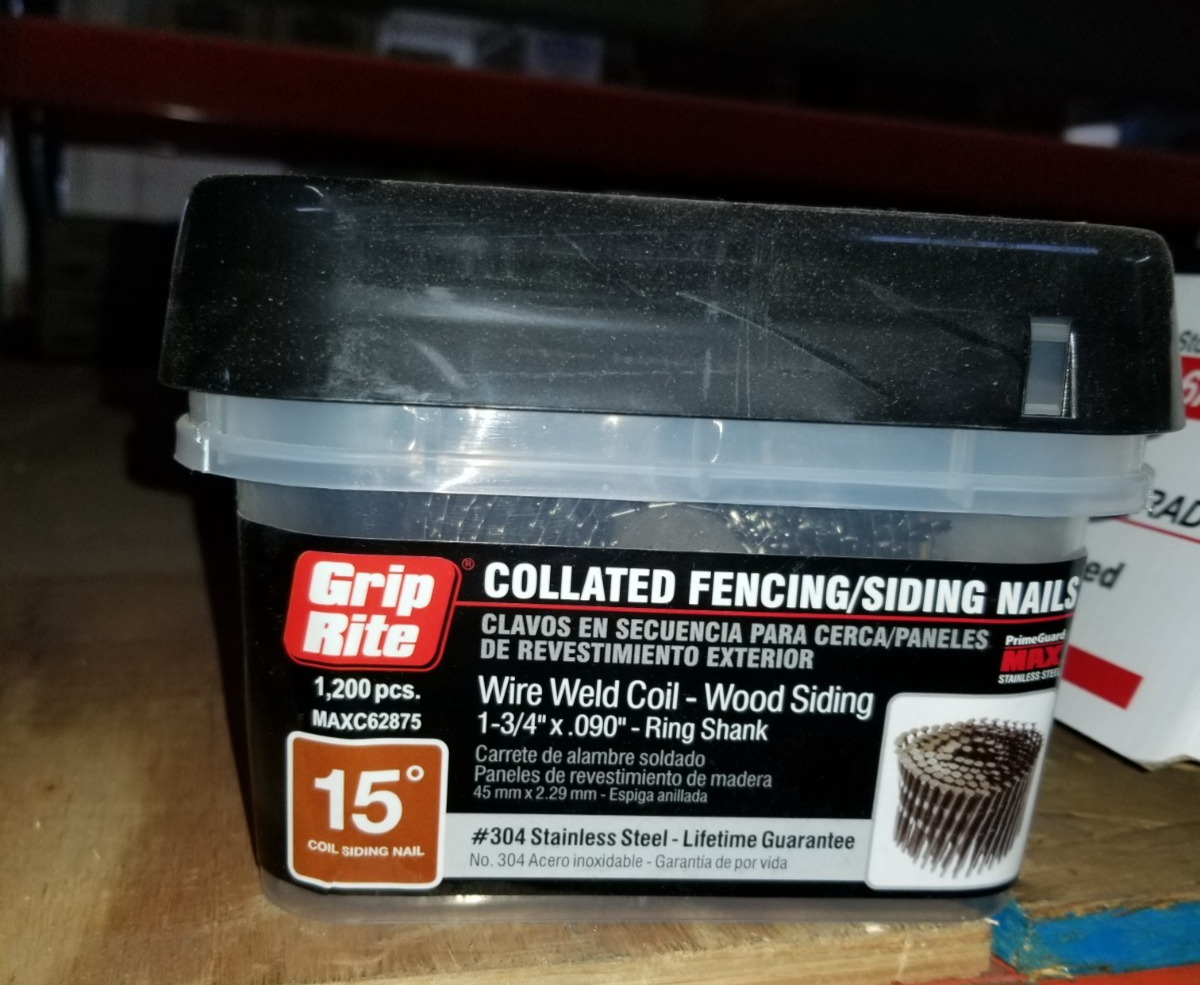 Grip
Rite®
1,200 pcs.
MAXC62875
15°
COIL SIDING NAIL
COLLATED FENCING/SIDING NAILS
CLAVOS EN SECUENCIA PARA CERCA/PANELES
DE REVESTIMIENTO EXTERIOR
PrimeGuard
MAX
STAINLESS STEEL
Wire Weld Coil - Wood Siding
1-3/4" x .090" - Ring Shank
Carrete de alambre soldado
Paneles de revestimiento de madera
45 mm x 2.29 mm - Espiga anillada
#304 Stainless Steel - Lifetime Guarantee
No. 304 Acero inoxidable - Garantía de por vida